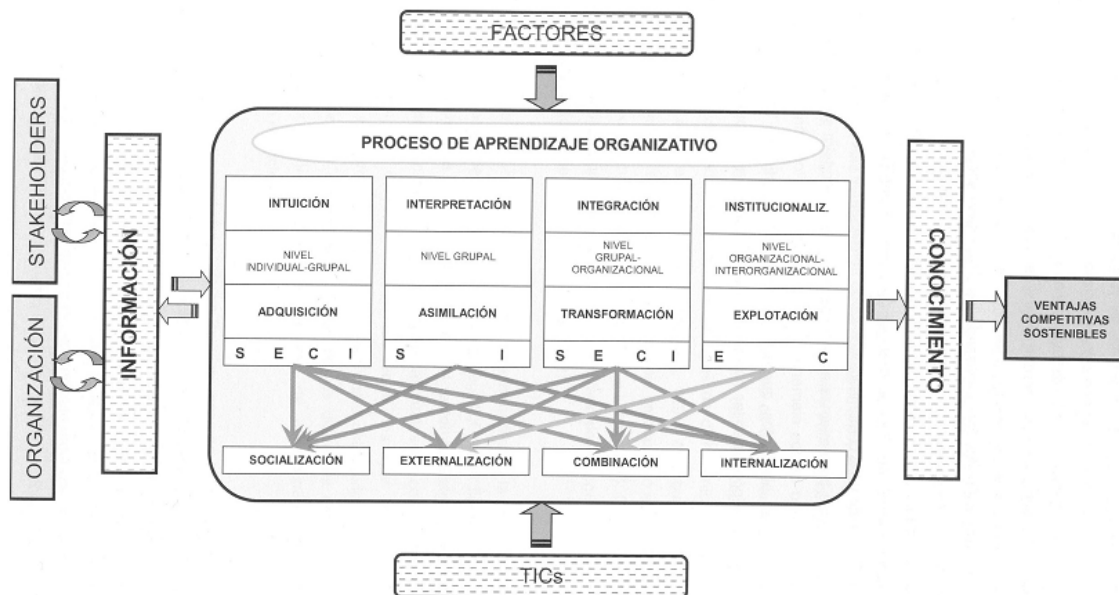 FACTORES
STAKEHOLDERS
ORGANIZACIÓN
INFORMACIÓN
PROCESO DE APRENDIZAJE ORGANIZATIVO
INTUICIÓN
NIVEL
INDIVIDUAL-GRUPAL
ADQUISICIÓN
S E C I
INTERPRETACIÓN
NIVEL GRUPAL
ASIMILACIÓN
S I
INTEGRACIÓN
NIVEL
GRUPAL-
ORGANIZACIONAL
TRANSFORMACIÓN
S E C I
INSTITUCIONALIZ.
NIVEL
ORGANIZACIONAL-
INTERORGANIZACIONAL
EXPLOTACIÓN
E C
SOCIALIZACIÓN
EXTERNALIZACIÓN
COMBINACIÓN
INTERNALIZACIÓN
CONOCIMIENTO
VENTAJAS
COMPETITIVAS
SOSTENIBLES
TICs